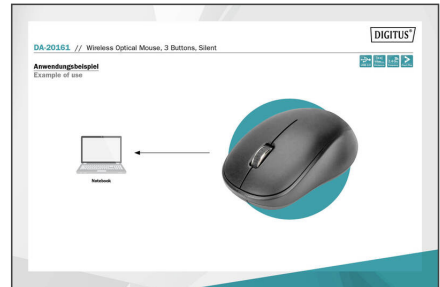 DIGITUS®
DA-20161 // Wireless Optical Mouse, 3 Buttons, Silent
Anwendungsbeispiel
Example of use
Notebook